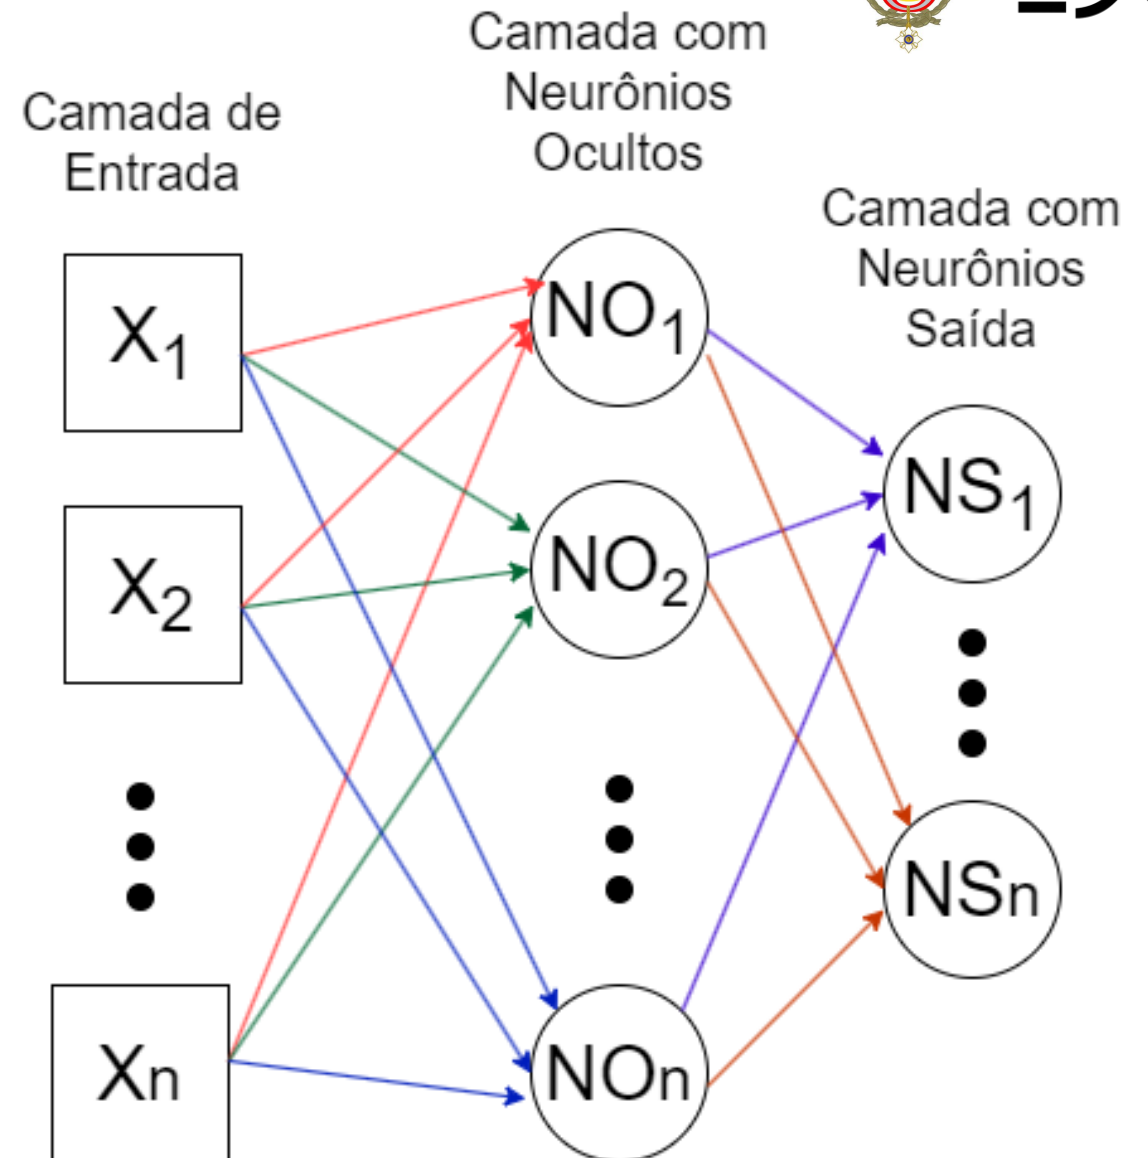 Camada com
Neurônios
Ocultos
Camada de
Entrada
Camada com
Neurônios
Saída
X1
NO1
NS1
X2
NO2
NSn
Xn
NOn